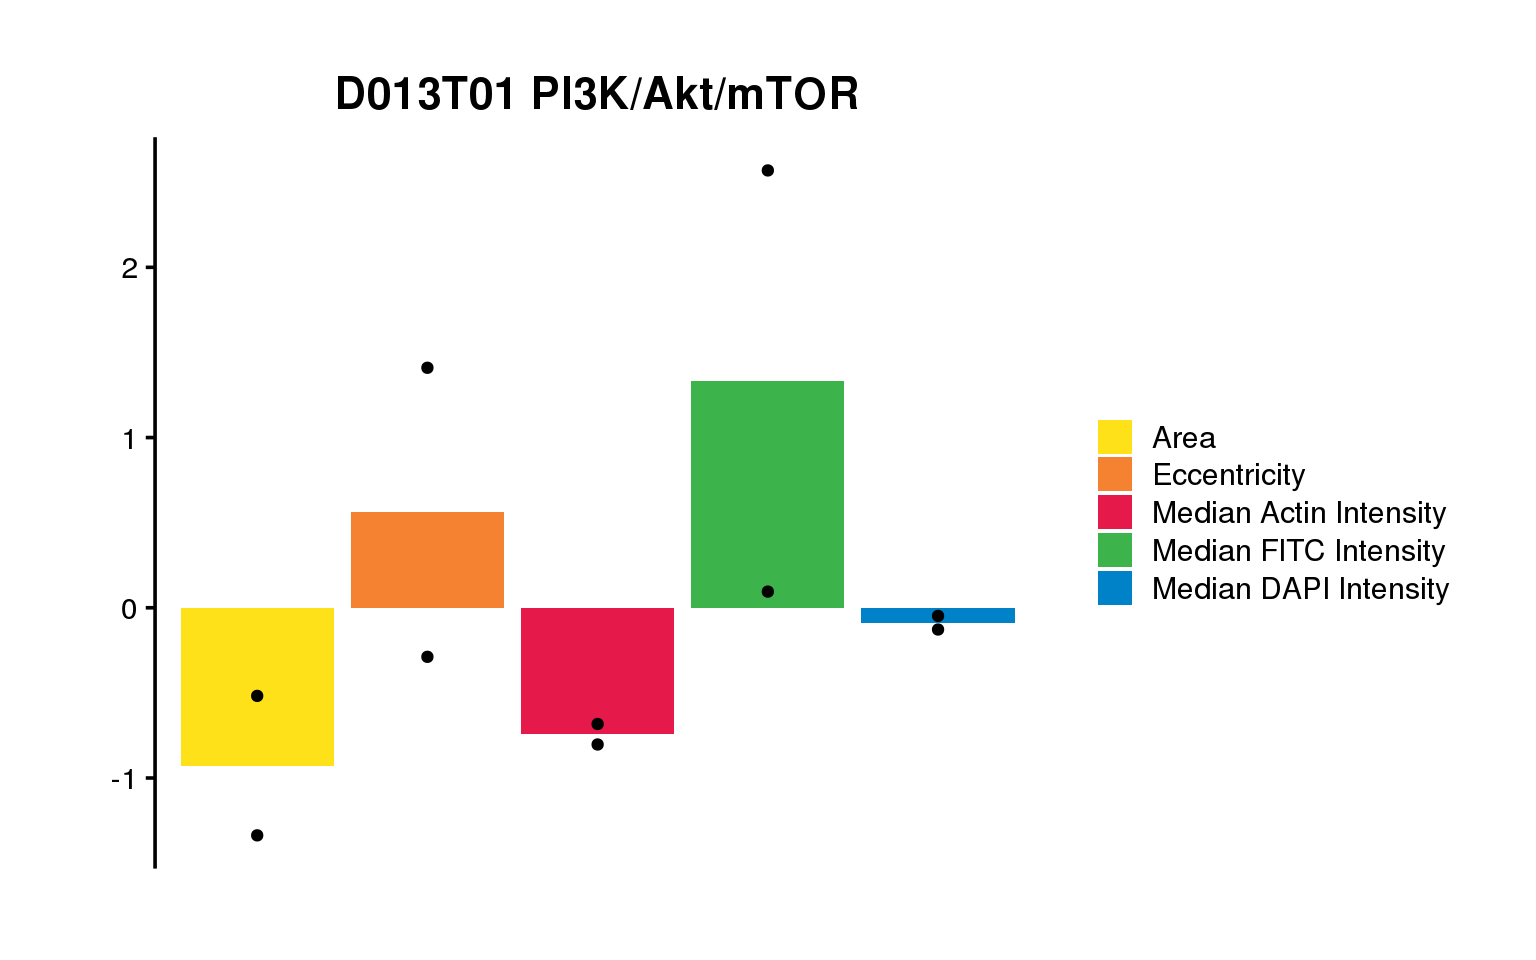 D013T01 PI3K/Akt/mTOR
2
1
0
-1
Area
Eccentricity
Median Actin Intensity
Median FITC Intensity
Median DAPI Intensity